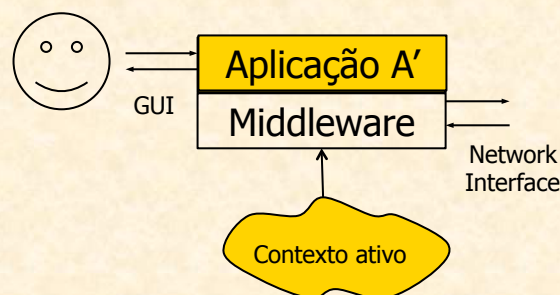 Aplicação A’
GUI
Middleware
Network
Interface
Contexto ativo